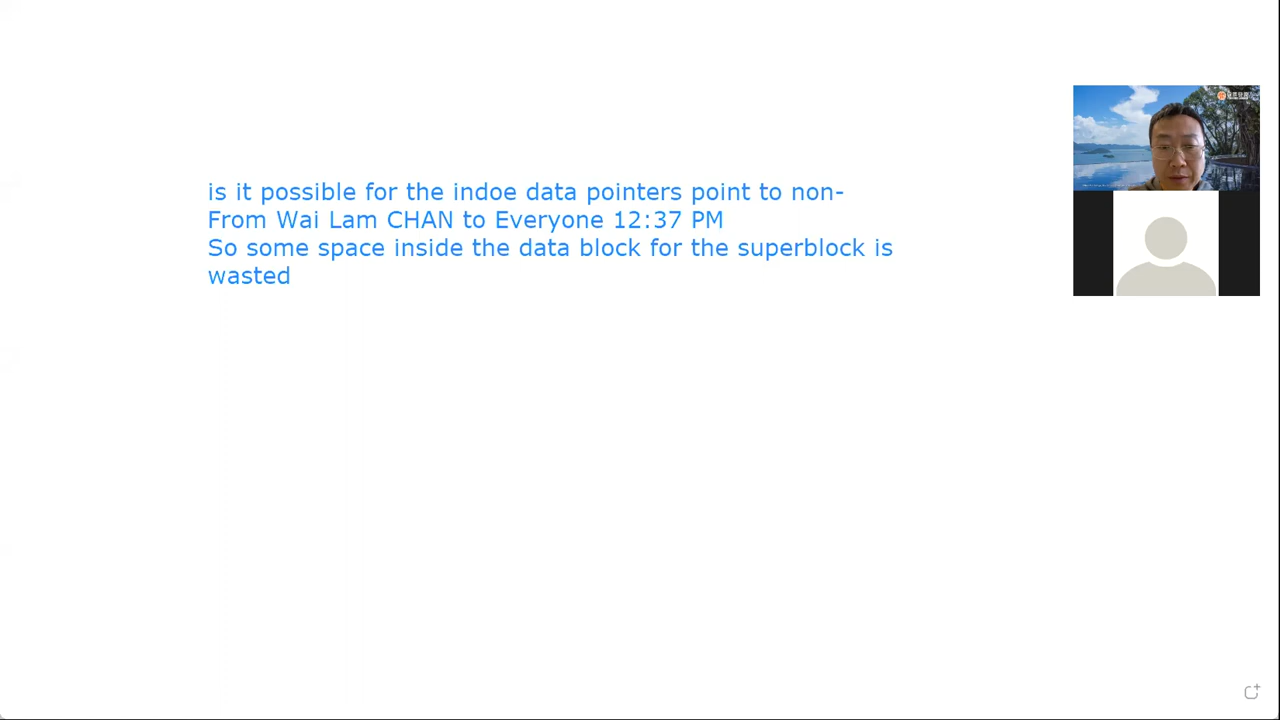 is it possible for the indoe data pointers point to non-
From Wai Lam CHAN to Everyone 12:37 PM
So some space inside the data block for the superblock is
wasted